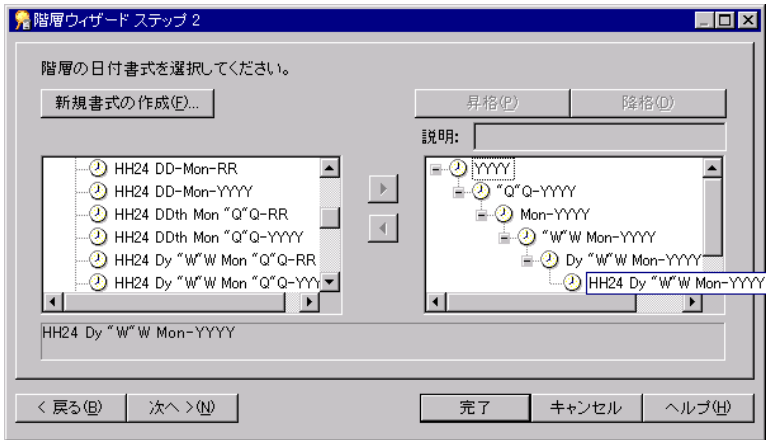 階層ウィザード ステップ 2
階層の日付書式を選択してください。
新規書式の作成(F)...
昇格(P)
降格(D)
説明:
HH24 DD-Mon-RR
HH24 DD-Mon-YYYY
HH24 DDth Mon "Q"Q-RR
HH24 DDth Mon "Q"Q-YYYY
HH24 Dy "W"W Mon "Q"Q-RR
HH24 Dy "W"W Mon "Q"Q-YYY
YYYY
"Q"Q-YYYY
Mon-YYYY
"W"W Mon-YYYY
Dy "W"W Mon-YYYY
HH24 Dy "W"W Mon-YYYY
HH24 Dy "W"W Mon-YYYY
< 戻る(B)
次へ >(N)
完了
キャンセル
ヘルプ(H)